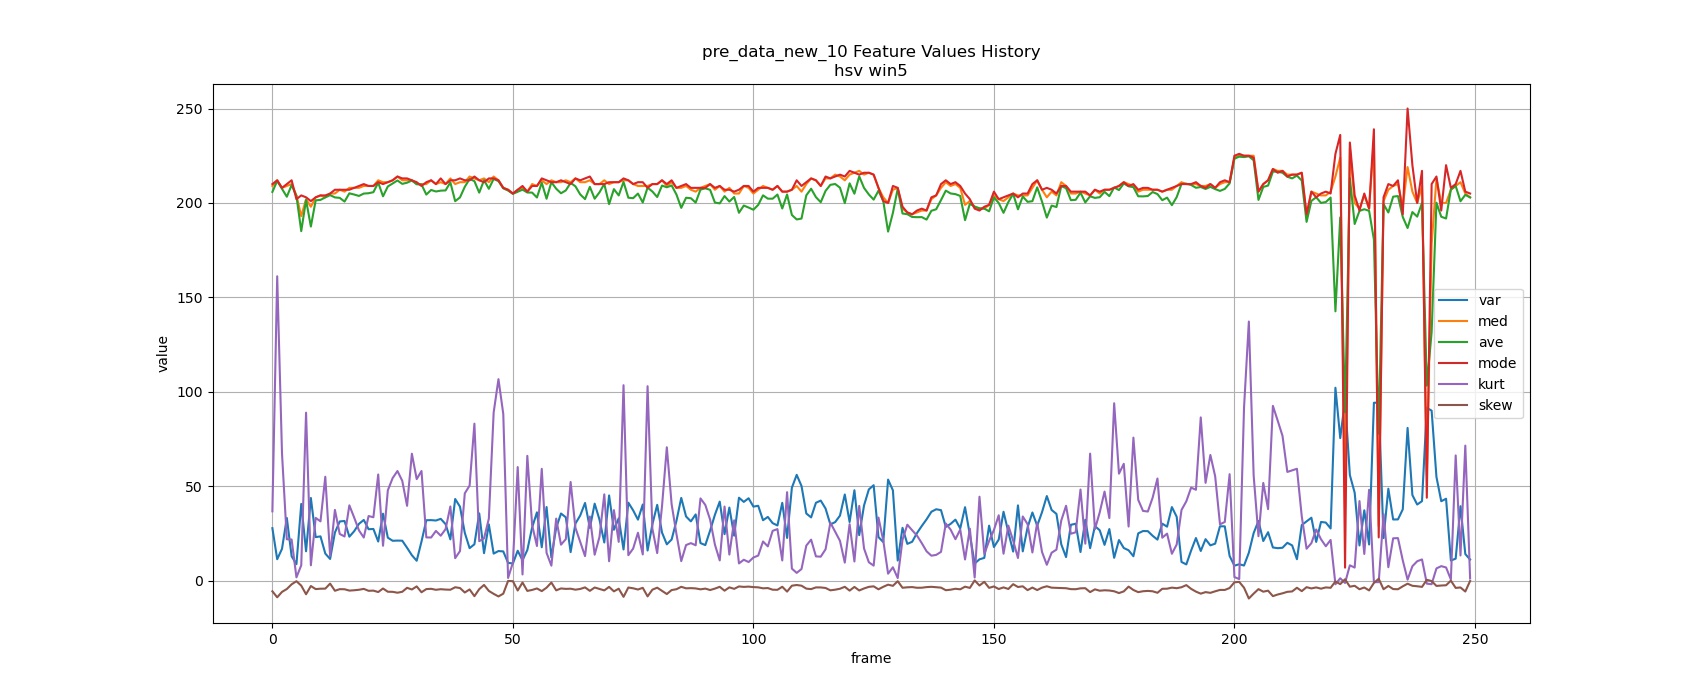 pre_data_new_10 Feature Values History
hsv win5
250
200
150
100
50
0
value
0
50
100
150
200
250
frame
var
med
ave
mode
kurt
skew